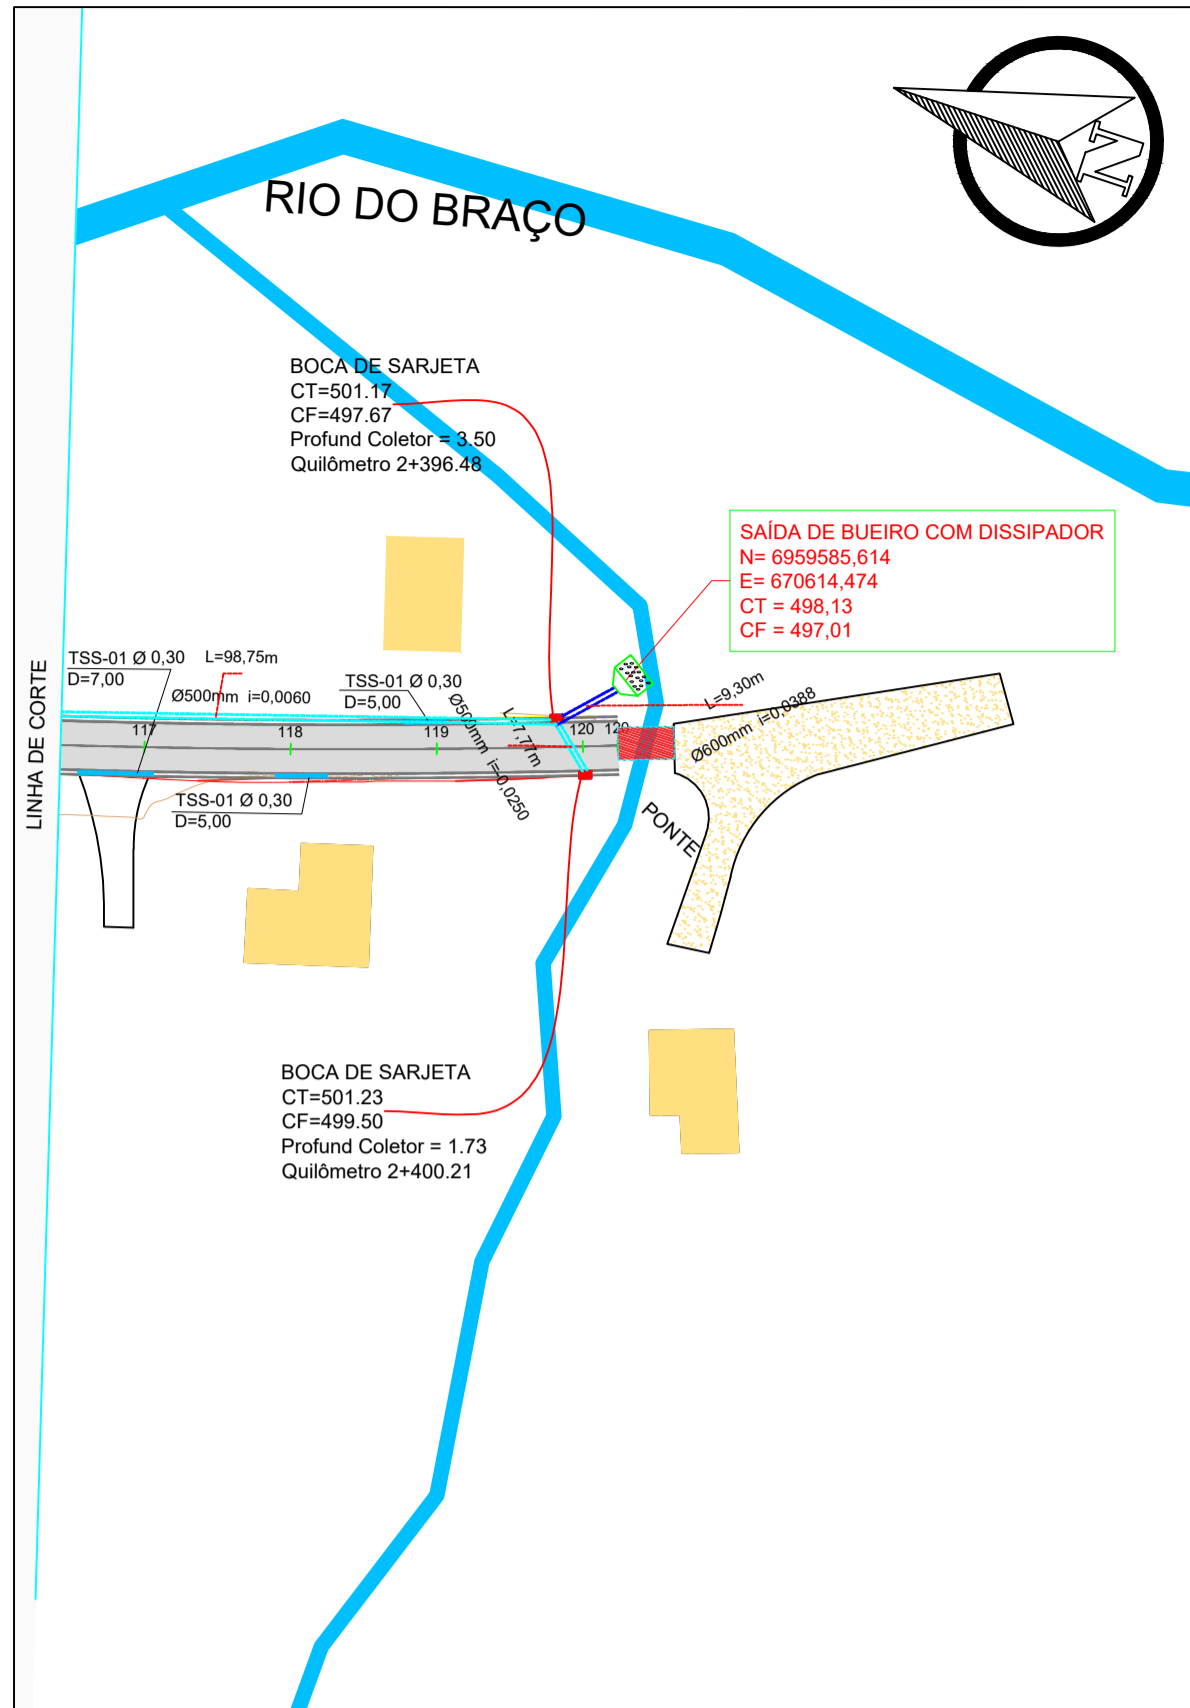 N
RIO DO BRAÇO
BOCA DE SARJETA
CT=501.17
CF=497.67
Profund Coletor = 3.50
Quilômetro 2+396.48
SAÍDA DE BUEIRO COM DISSIPADOR
N= 6959585,614
E= 670614,474
CT = 498,13
CF = 497,01
LINHA DE CORTE
TSS-01 Ø 0,30
D=7,00
L=98,75m
Ø500mm i=0,0060
TSS-01 Ø 0,30
D=5,00
Ø500mm i=-0,0250
L=7,77m
L=9,30m
Ø600mm i=0,0388
117
118
119
120
TSS-01 Ø 0,30
D=5,00
PONTE
BOCA DE SARJETA
CT=501.23
CF=499.50
Profund Coletor = 1.73
Quilômetro 2+400.21